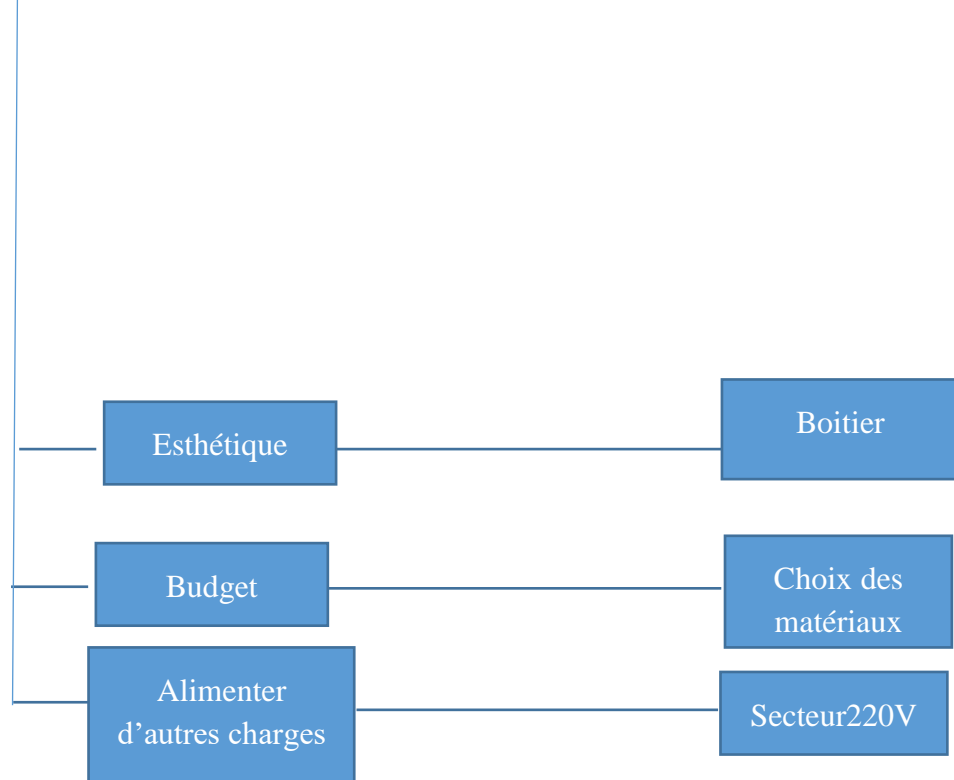 Esthétique
Boitier
Budget
Choix des
matériaux
Alimenter
d’autres charges
Secteur220V